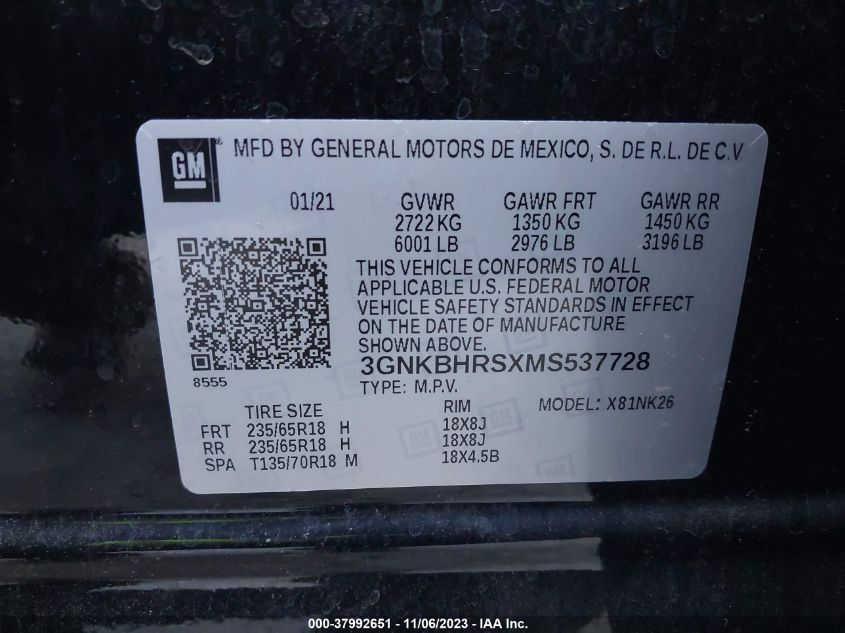 GM MFD BY GENERAL MOTORS DE MEXICO, S. DE R.L. DE C.V
01/21 GVWR GAWR FRT GAWR RR
2722 KG 1350 KG 1450 KG
6001 LB 2976 LB 3196 LB
THIS VEHICLE CONFORMS TO ALL
APPLICABLE U.S. FEDERAL MOTOR
VEHICLE SAFETY STANDARDS IN EFFECT
ON THE DATE OF MANUFACTURE
SHOWN ABOVE.
3GNKBHRSXMS537728
8555
TYPE: M.P.V.
TIRE SIZE RIM MODEL: X81NK26
FRT 235/65R18 H 18X8J
RR 235/65R18 H 18X8J
SPA T135/70R18 M 18X4.5B
000-37992651 - 11/06/2023 - IAA Inc.